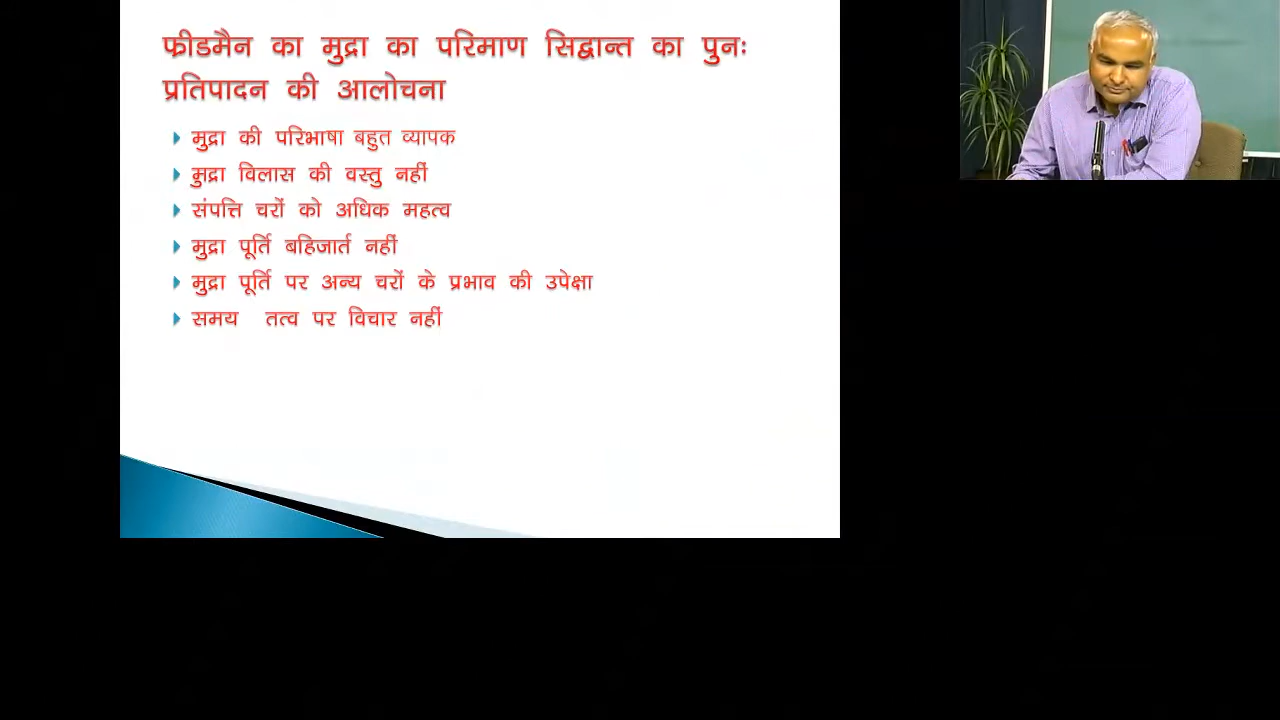 फ्रीडमैन का मुद्रा का परिमाण सिद्वान्त का पुनः
प्रतिपादन की आलोचना
मुद्रा की परिभाषा बहुत व्यापक
मुद्रा विलास की वस्तु नहीं
संपत्ति चरों को अधिक महत्व
मुद्रा पूर्ति बहिजार्त नहीं
मुद्रा पूर्ति पर अन्य चरों के प्रभाव की उपेक्षा
समय तत्व पर विचार नहीं